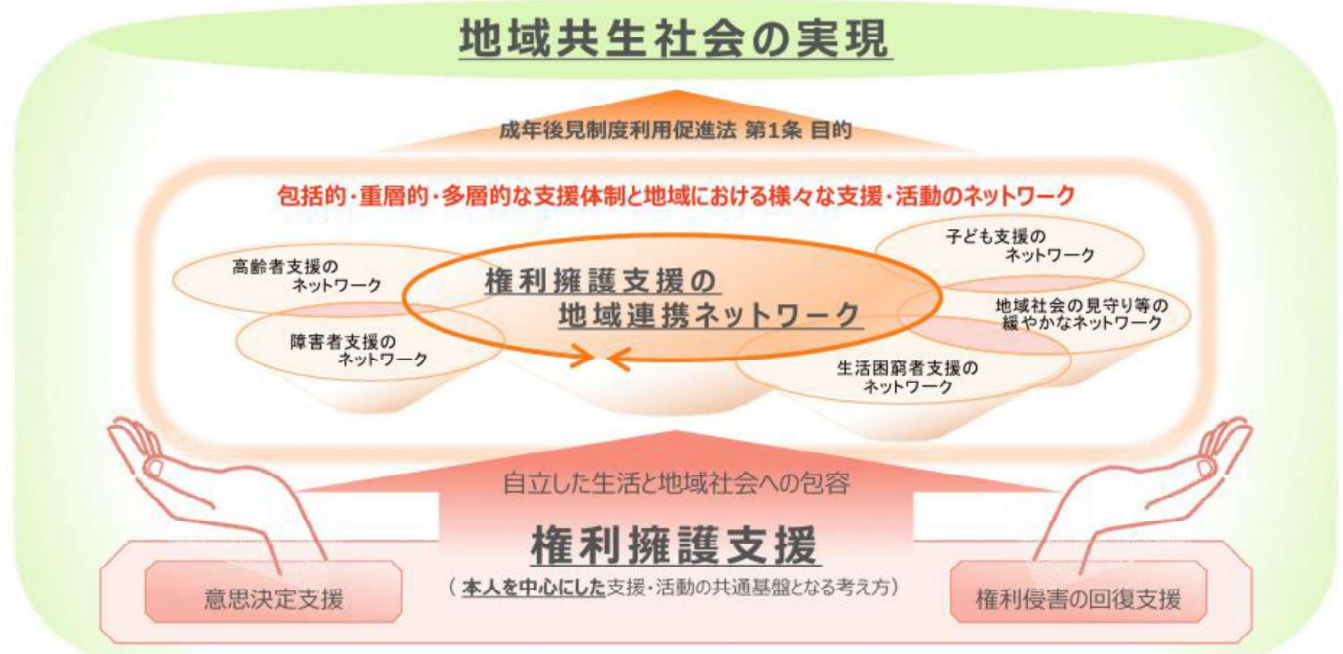 地域共生社会の実現
成年後見制度利用促進法 第1条 目的
包括的・重層的・多層的な支援体制と地域における様々な支援・活動のネットワーク
高齢者支援の
ネットワーク
障害者支援の
ネットワーク
権利擁護支援の
地域連携ネットワーク
子ども支援の
ネットワーク
地域社会の見守り等の
緩やかなネットワーク
生活困窮者支援の
ネットワーク
自立した生活と地域社会への包容
権利擁護支援
（本人を中心にした支援・活動の共通基盤となる考え方）
意思決定支援
権利侵害の回復支援